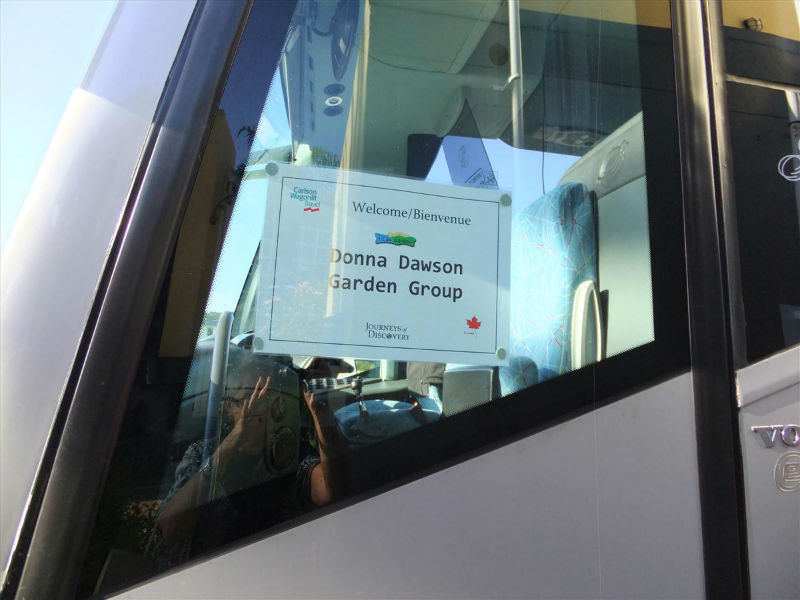 Carlson
Wagonlit
Travel
Welcome/Bienvenue
Donna Dawson
Garden Group
JOURNEYS of
DISCOVERY
VO